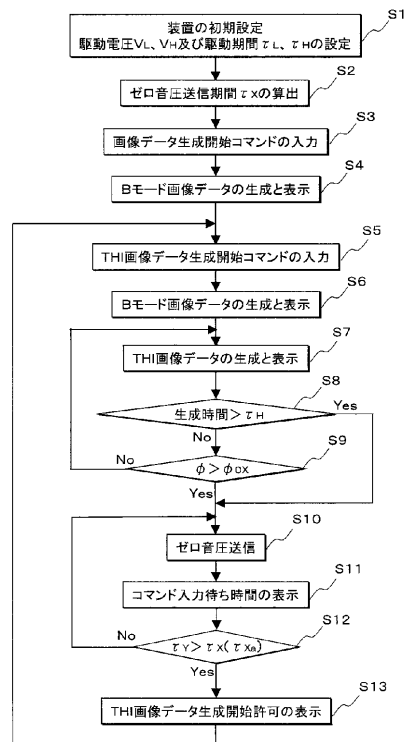 装置の初期設定
駆動電圧VL、VH及び駆動期間τL、τHの設定
S1
S2
ゼロ音圧送信期間τXの算出
S3
画像データ生成開始コマンドの入力
S4
Bモード画像データの生成と表示
S5
THI画像データ生成開始コマンドの入力
S6
Bモード画像データの生成と表示
S7
THI画像データの生成と表示
S8
生成時間>τH
Yes
No
S9
No
φ>φ0X
Yes
S10
ゼロ音圧送信
S11
コマンド入力待ち時間の表示
S12
No
τY>τX(τXa)
Yes
S13
THI画像データ生成開始許可の表示